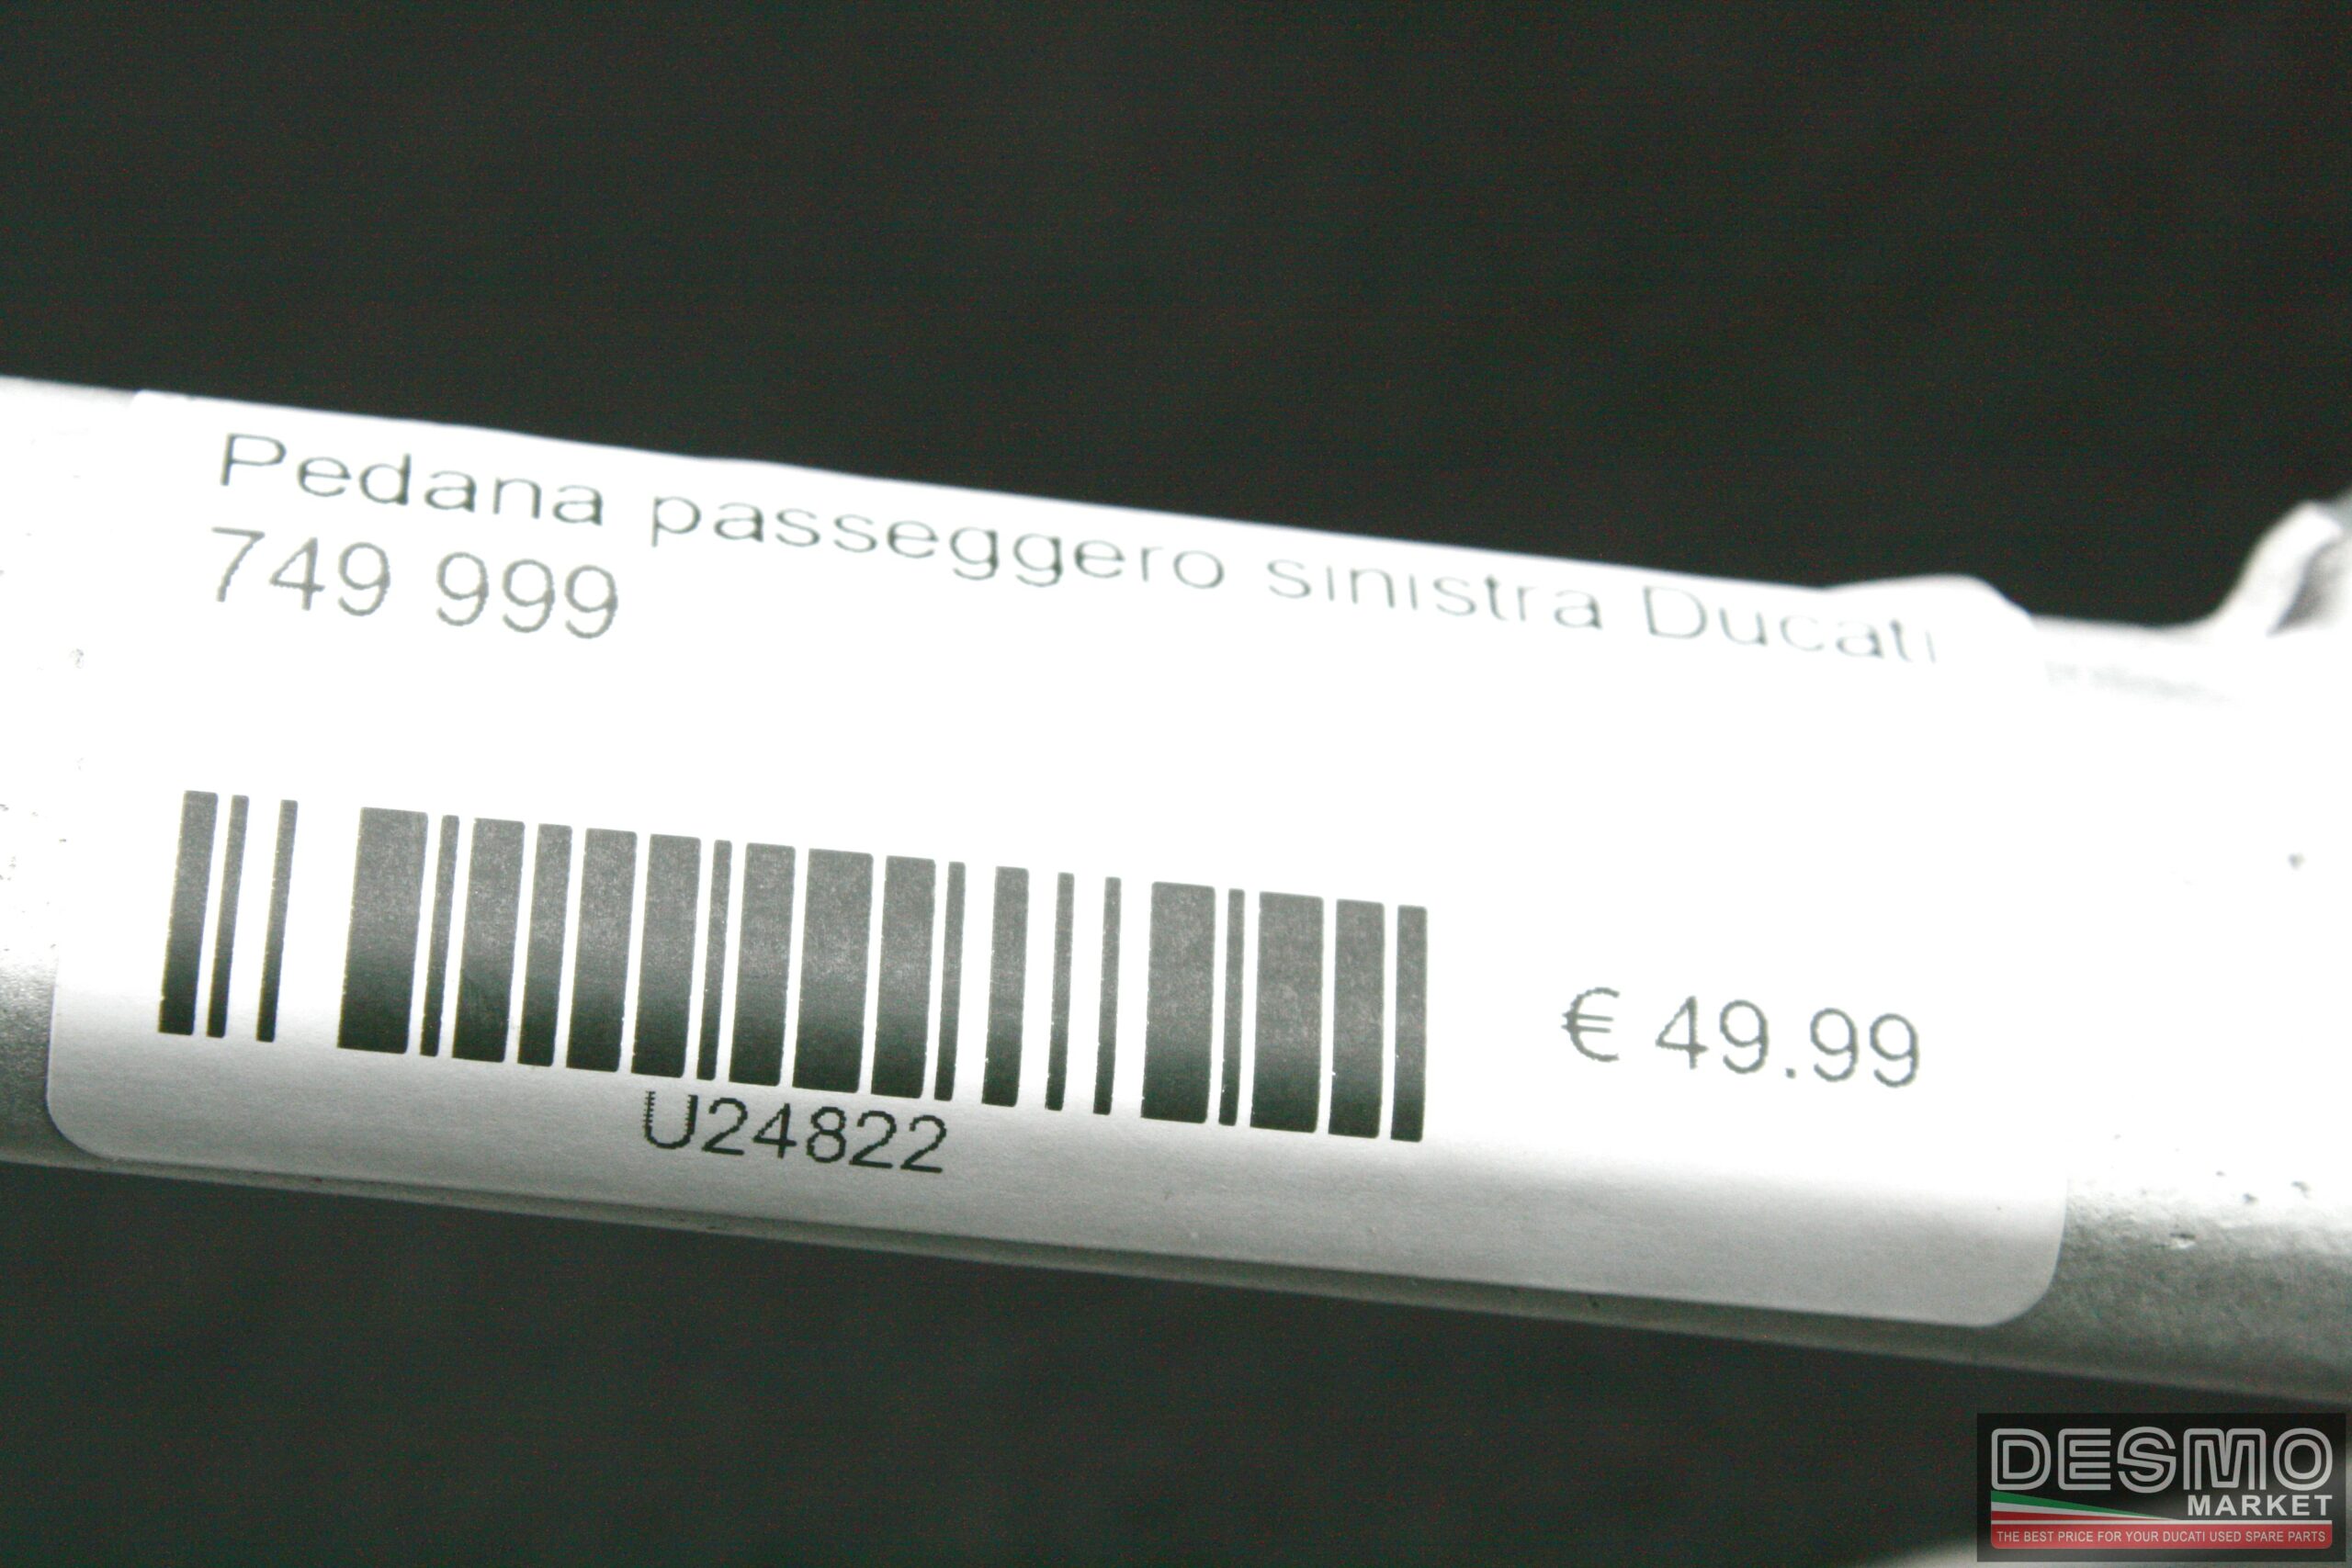 Pedana passeggero sinistra Ducati
749 999
€ 49.99
U24822
DESMO
MARKET
THE BEST PRICE FOR YOUR DUCATI USED SPARE PARTS